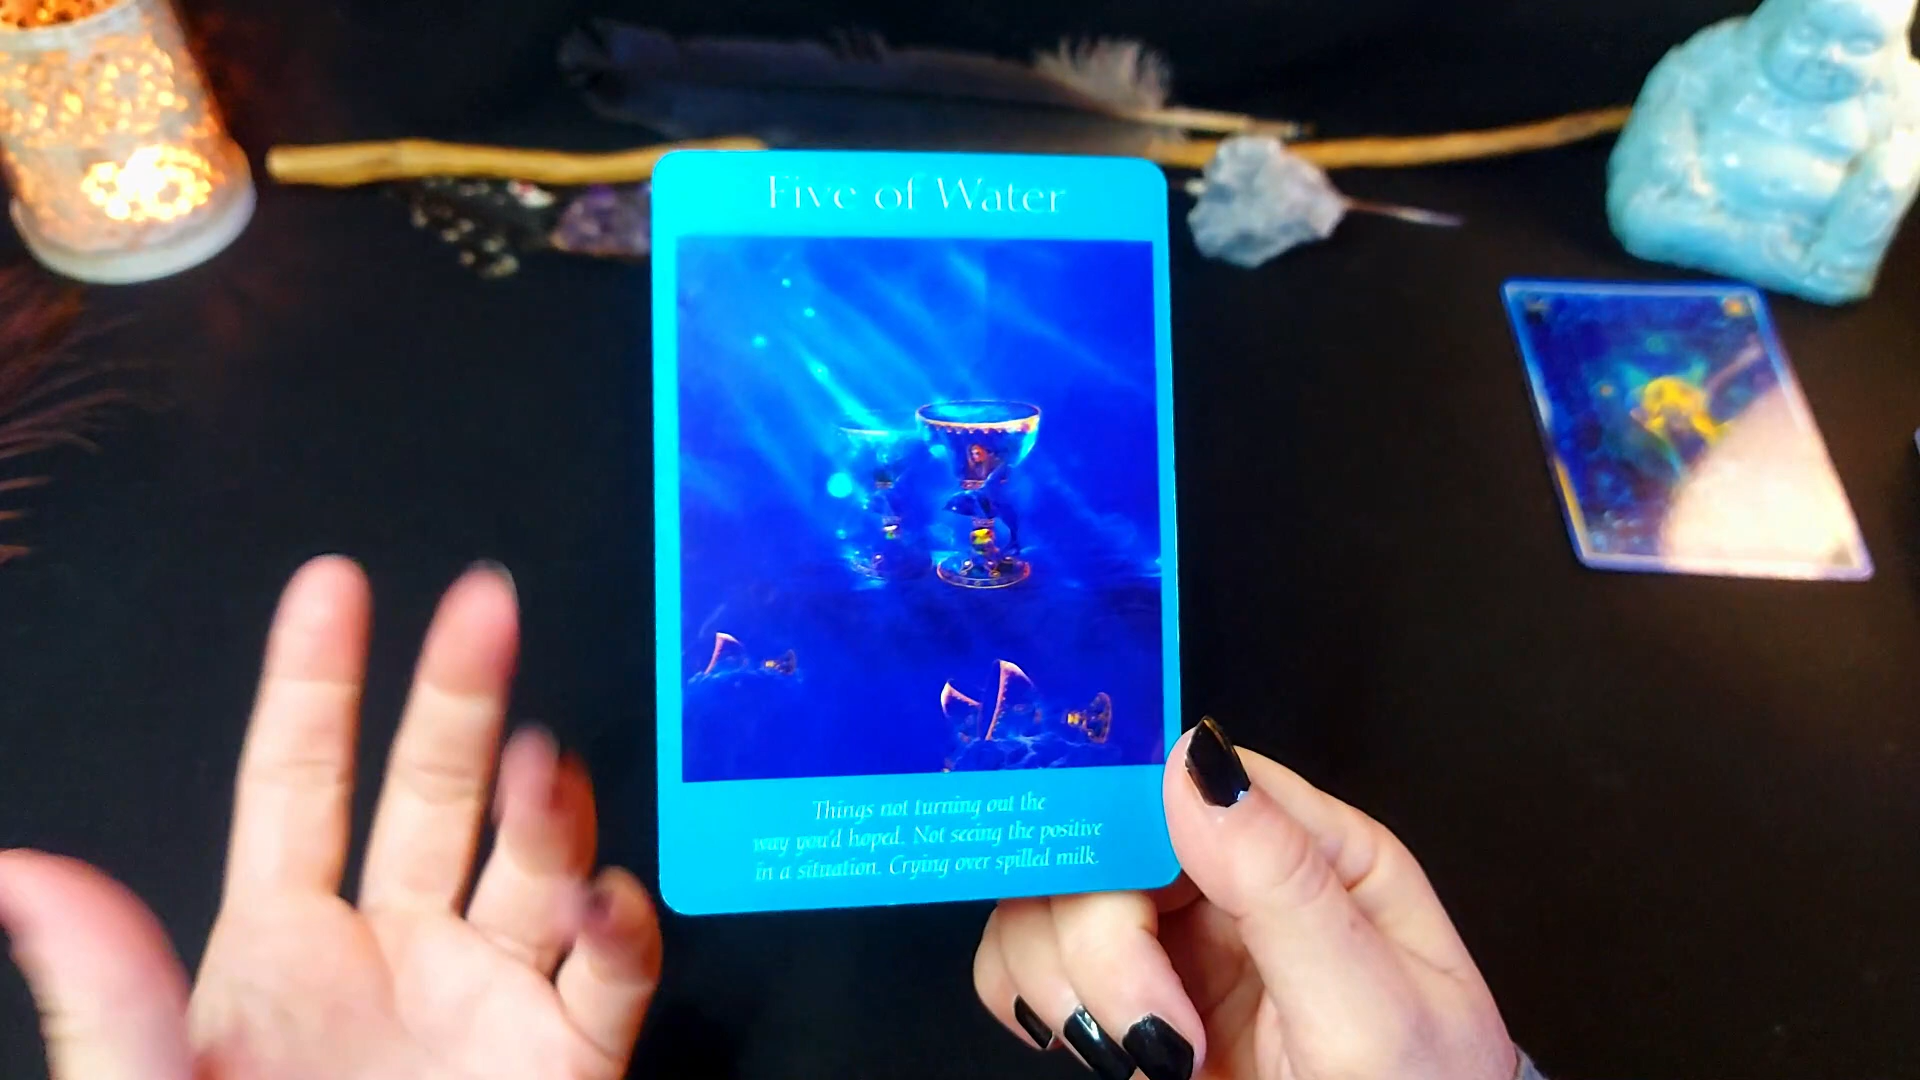 Five of Water
Things not turning out the
way you'd hoped. Not seeing the positive
in a situation. Crying over spilled milk.